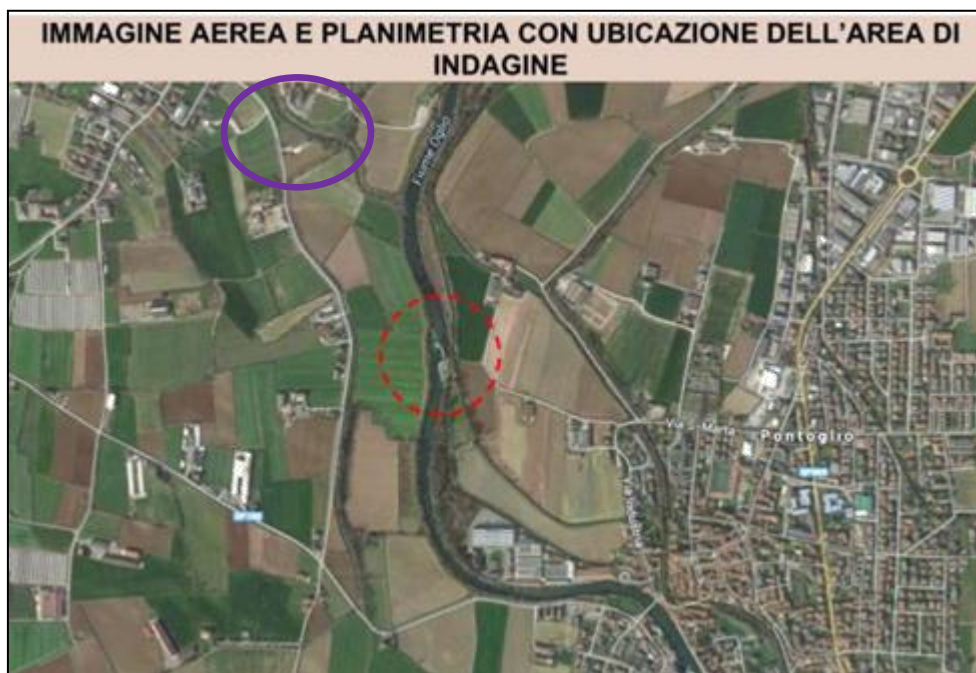 IMMAGINE AEREA E PLANIMETRIA CON UBICAZIONE DELL'AREA DI
INDAGINE
Fiume Oglio
Pontoglio